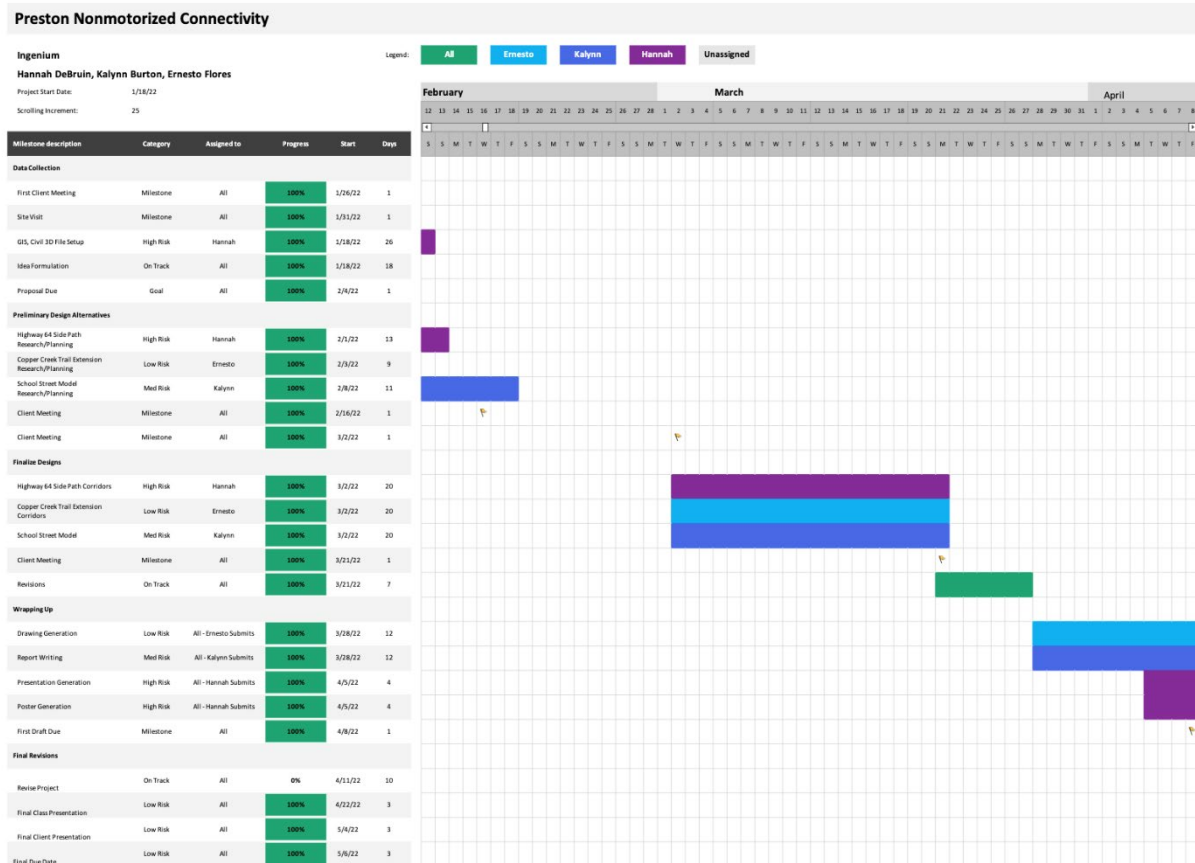 Preston Nonmotorized Connectivity
Ingenium
Legend: All Ernesto Kalynn Hannah Unassigned
Hannah DeBruin, Kalynn Burton, Ernesto Flores
Project Start Date: 1/18/22
February March April
Scrolling Increment: 25
12 13 14 15 16 17 18 19 20 21 22 23 24 25 26 27 28 1 2 3 4 5 6 7 8 9 10 11 12 13 14 15 16 17 18 19 20 21 22 23 24 25 26 27 28 29 30 31 1 2 3 4 5 6 7 8
Milestone description Category Assigned to Progress Start Days S S M T W T F S S M T W T F S S M T W T F S S M T W T F S S M T W T F S S M T W T F S S M T W T F S S M T W T F
Data Collection
First Client Meeting Milestone All 100% 1/26/22 1
Site Visit Milestone All 100% 1/31/22 1
GIS, Civil 3D File Setup High Risk Hannah 100% 1/18/22 26
Idea Formulation On Track All 100% 1/18/22 18
Proposal Due Goal All 100% 2/4/22 1
Preliminary Design Alternatives
Highway 64 Side Path
Research/Planning High Risk Hannah 100% 2/1/22 13
Copper Creek Trail Extension
Research/Planning Low Risk Ernesto 100% 2/3/22 9
School Street Model
Research/Planning Med Risk Kalynn 100% 2/8/22 11
Client Meeting Milestone All 100% 2/16/22 1
Client Meeting Milestone All 100% 3/2/22 1
Finalize Designs
Highway 64 Side Path Corridors High Risk Hannah 100% 3/2/22 20
Copper Creek Trail Extension
Corridors Low Risk Ernesto 100% 3/2/22 20
School Street Model Med Risk Kalynn 100% 3/2/22 20
Client Meeting Milestone All 100% 3/21/22 1
Revisions On Track All 100% 3/21/22 7
Wrapping Up
Drawing Generation Low Risk All - Ernesto Submits 100% 3/28/22 12
Report Writing Med Risk All - Kalynn Submits 100% 3/28/22 12
Presentation Generation High Risk All - Hannah Submits 100% 4/5/22 4
Poster Generation High Risk All - Hannah Submits 100% 4/5/22 4
First Draft Due Milestone All 100% 4/8/22 1
Final Revisions
Revise Project On Track All 0% 4/11/22 10
Final Class Presentation Low Risk All 100% 4/22/22 3
Final Client Presentation Low Risk All 100% 5/4/22 3
Final Due Date Low Risk All 100% 5/6/22 3